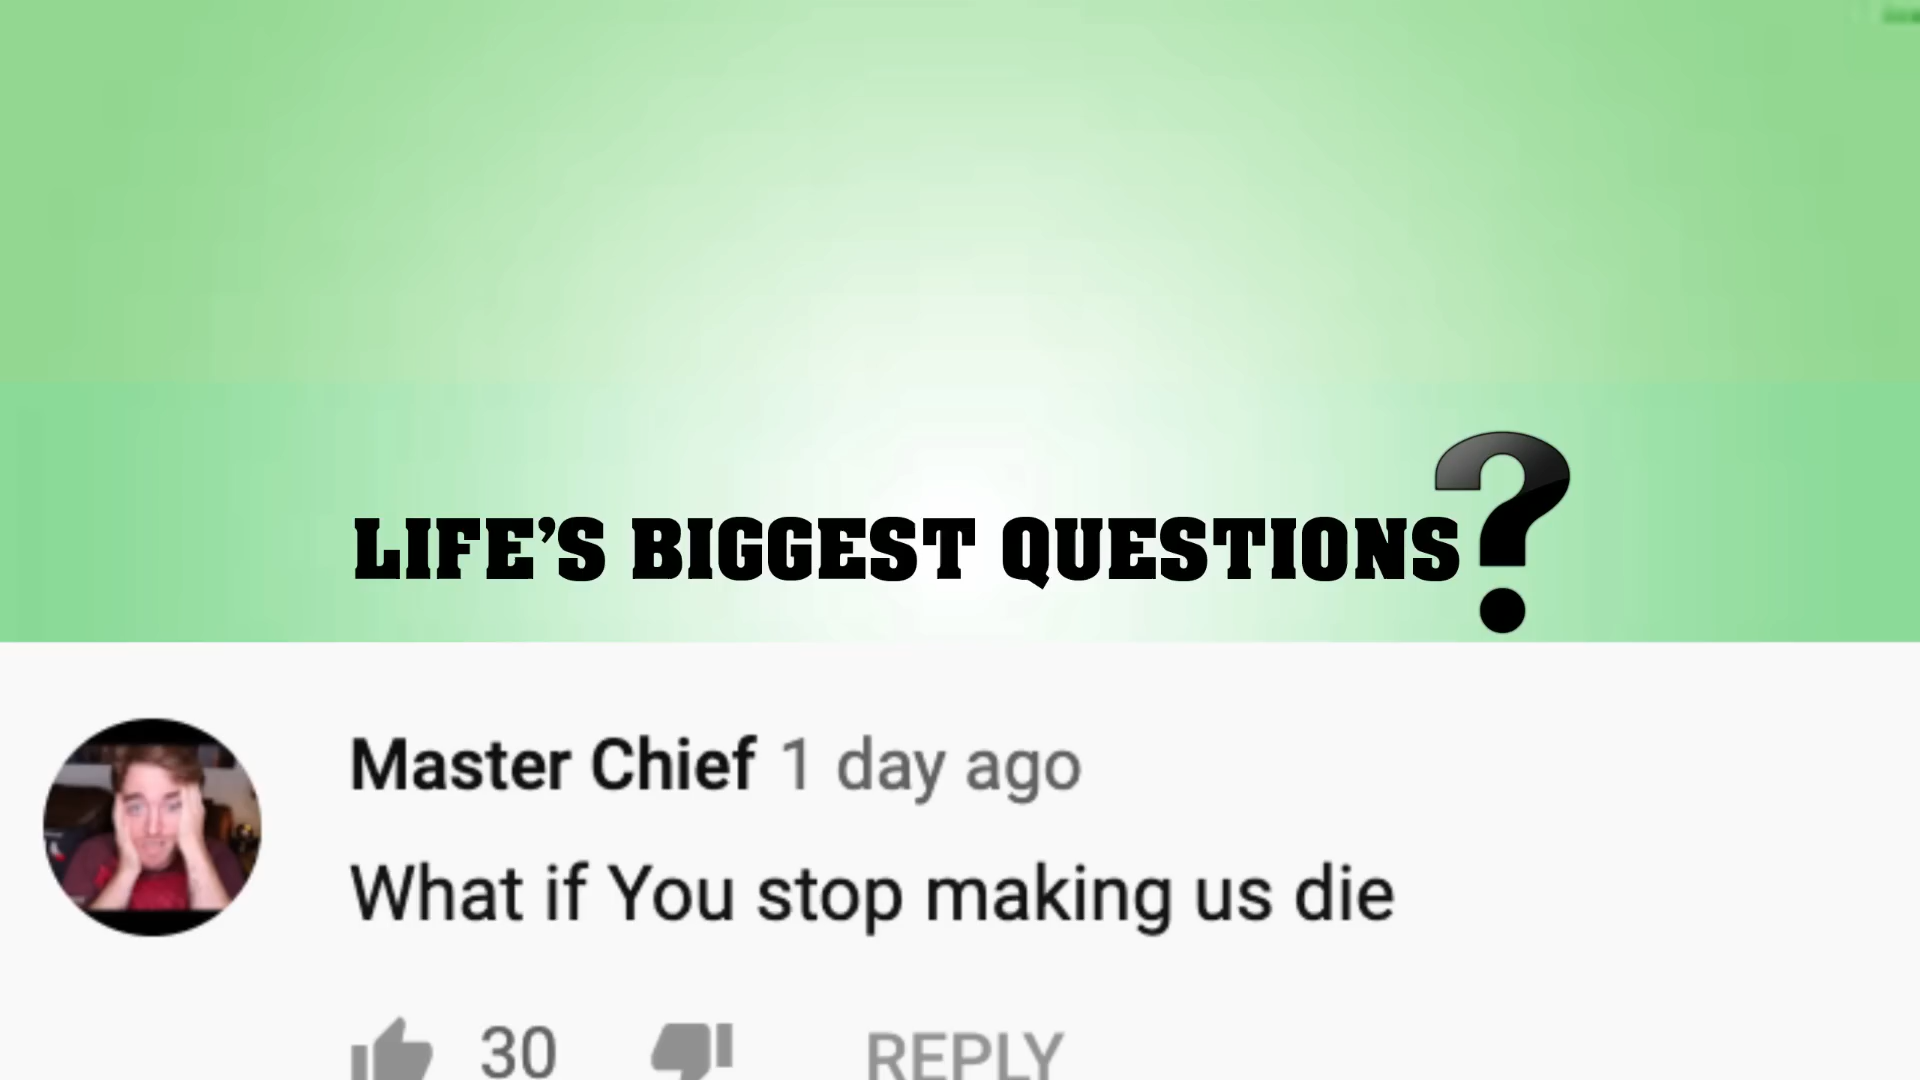 LIFE'S BIGGEST QUESTIONS?
Master Chief 1 day ago
What if You stop making us die
30 REPLY